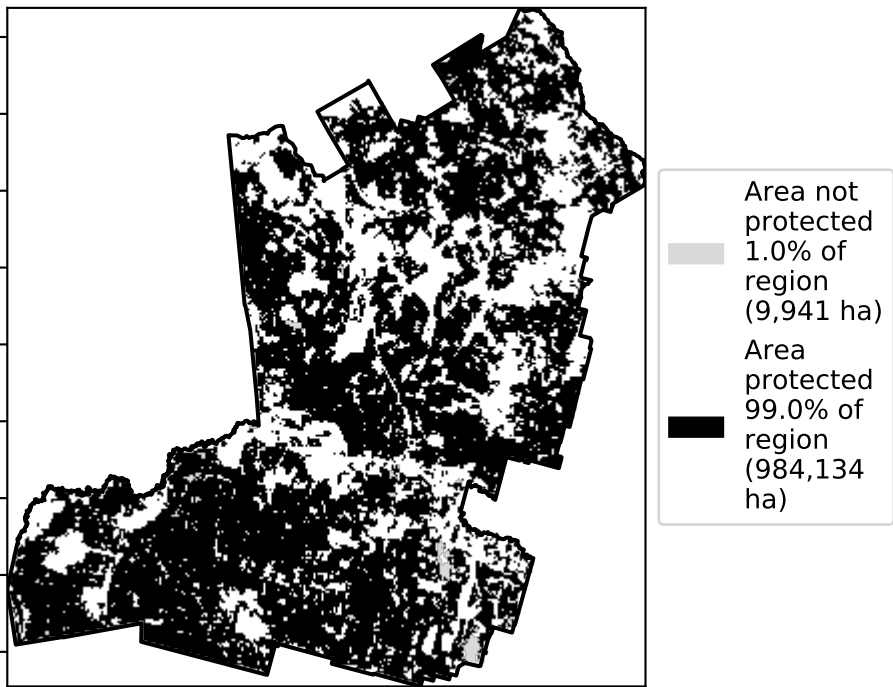 Area not
protected
1.0% of
region
(9,941 ha)
Area
protected
99.0% of
region
(984,134
ha)